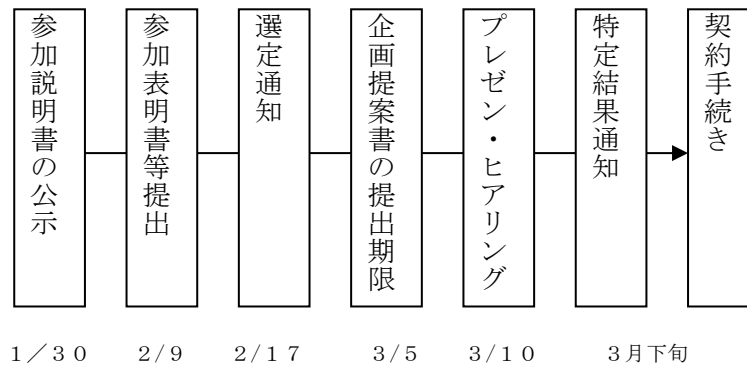 参加説明書の公示
参加表明書等提出
選定通知
企画提案書の提出期限
プレゼン・ヒアリング
特定結果通知
契約手続き
１／３０
２/９
２/１７
３/５
３/１０
３月下旬